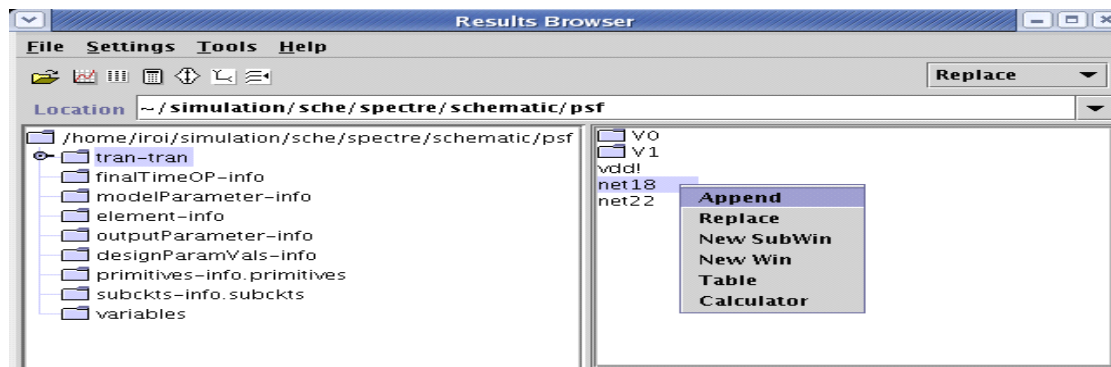 Results Browser
File Settings Tools Help
Replace
Location ~/simulation/sche/spectre/schematic/psf
/home/iroi/simulation/sche/spectre/schematic/psf
tran-tran
finalTimeOP-info
modelParameter-info
element-info
outputParameter-info
designParamVals-info
primitives-info.primitives
subckts-info.subckts
variables
V0
V1
vdd!
net18
net22
Append
Replace
New SubWin
New Win
Table
Calculator